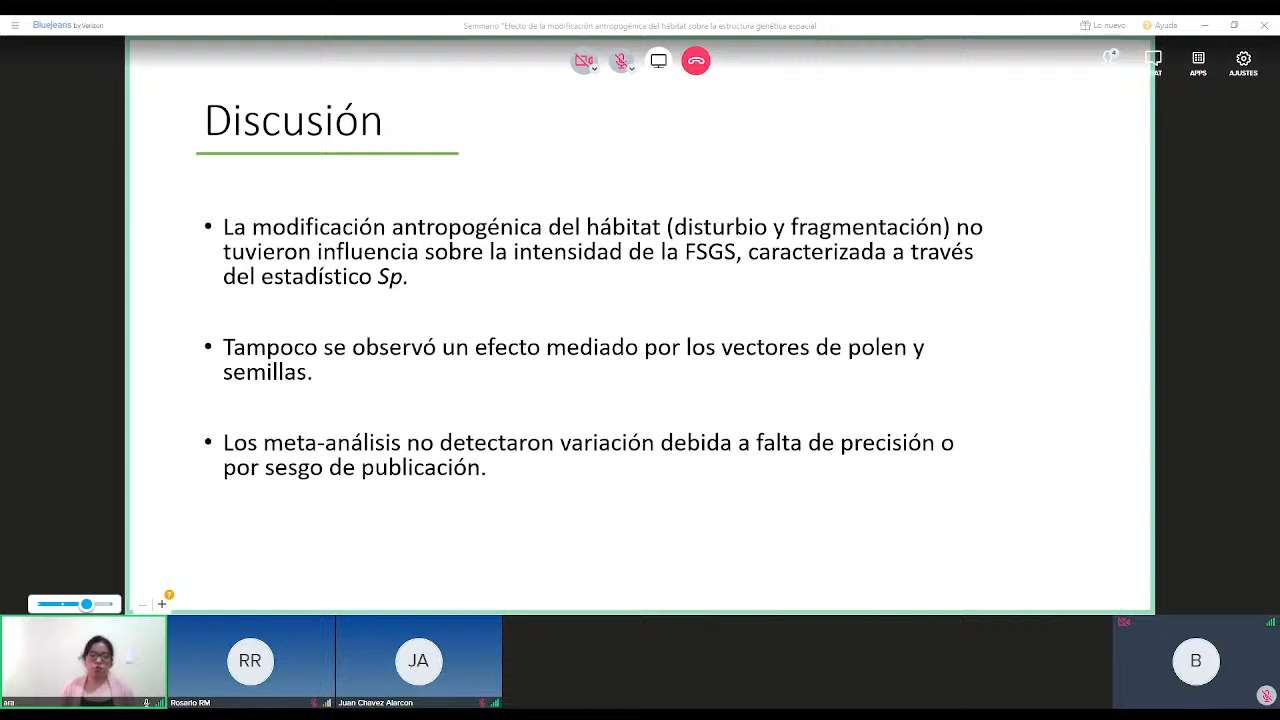 BlueJeans by Verizon
Seminario "Efecto de la modificación antropogénica del hábitat sobre la estructura genética espacial
Lo nuevo
Ayuda
4
HAT
APPS
AJUSTES
Discusión
• La modificación antropogénica del hábitat (disturbio y fragmentación) no
tuvieron influencia sobre la intensidad de la FSGS, caracterizada a través
del estadístico Sp.
• Tampoco se observó un efecto mediado por los vectores de polen y
semillas.
• Los meta-análisis no detectaron variación debida a falta de precisión o
por sesgo de publicación.
?
RR
JA
B
ara
Rosario RM
Juan Chavez Alarcon